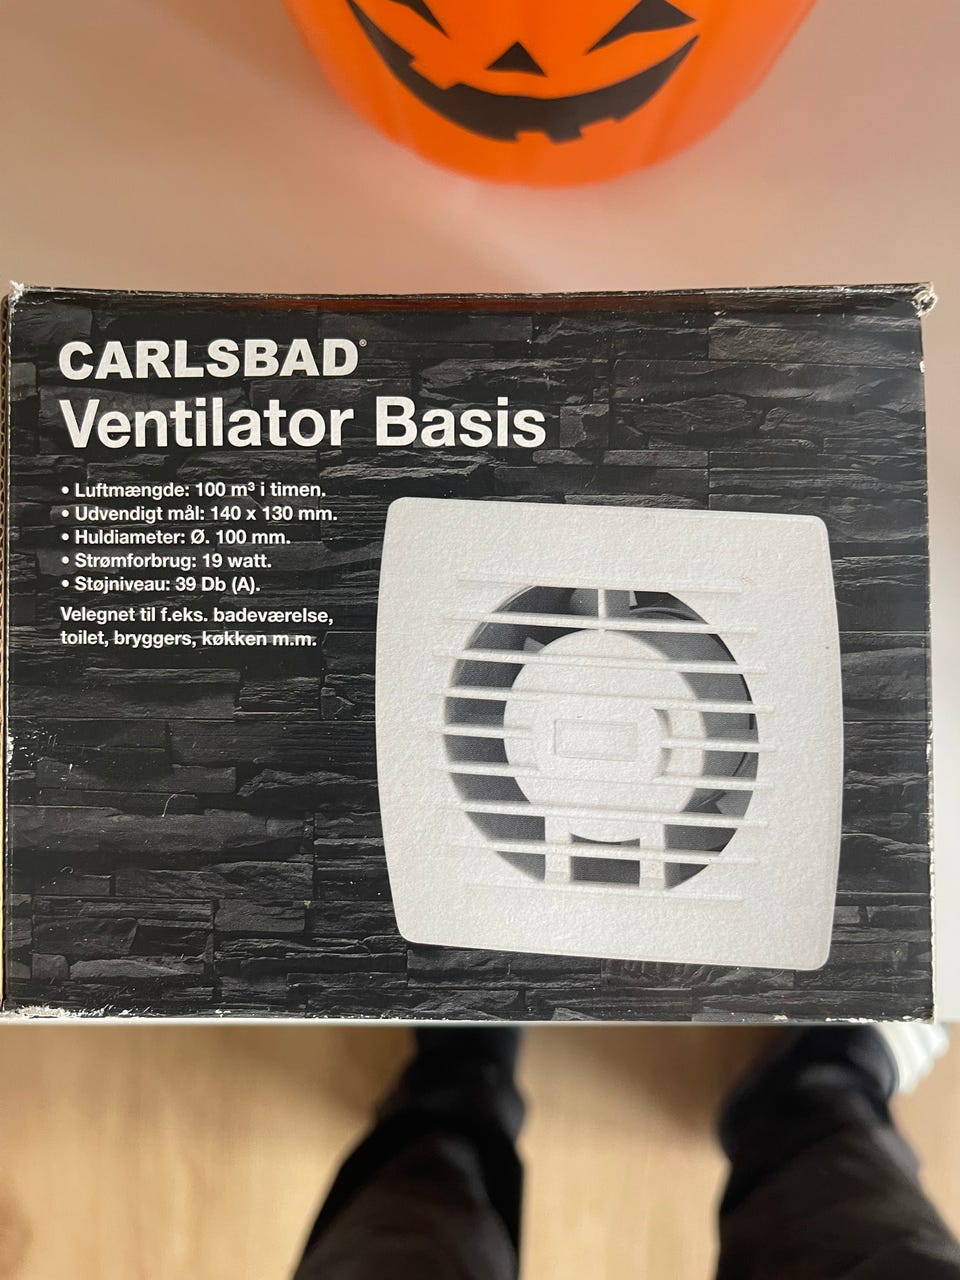 CARLSBAD®
Ventilator Basis
• Luftmængde: 100 m³ i timen.
• Udvendigt mål: 140 x 130 mm.
• Huldiameter: Ø. 100 mm.
• Strømforbrug: 19 watt.
• Støjniveau: 39 Db (A).
Velegnet til f.eks. badeværelse,
toilet, bryggers, køkken m.m.